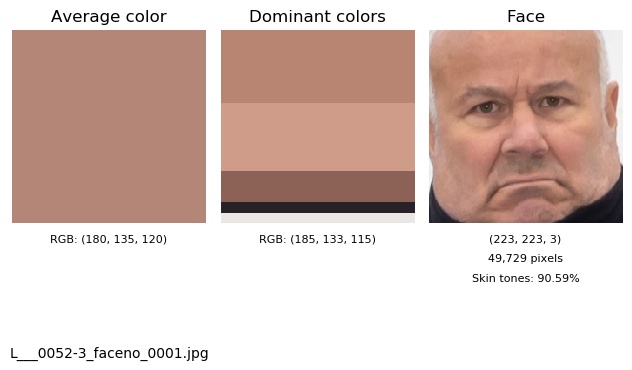 Average color
Dominant colors
Face
RGB: (180, 135, 120)
RGB: (185, 133, 115)
(223, 223, 3)
49,729 pixels
Skin tones: 90.59%
L___0052-3_faceno_0001.jpg